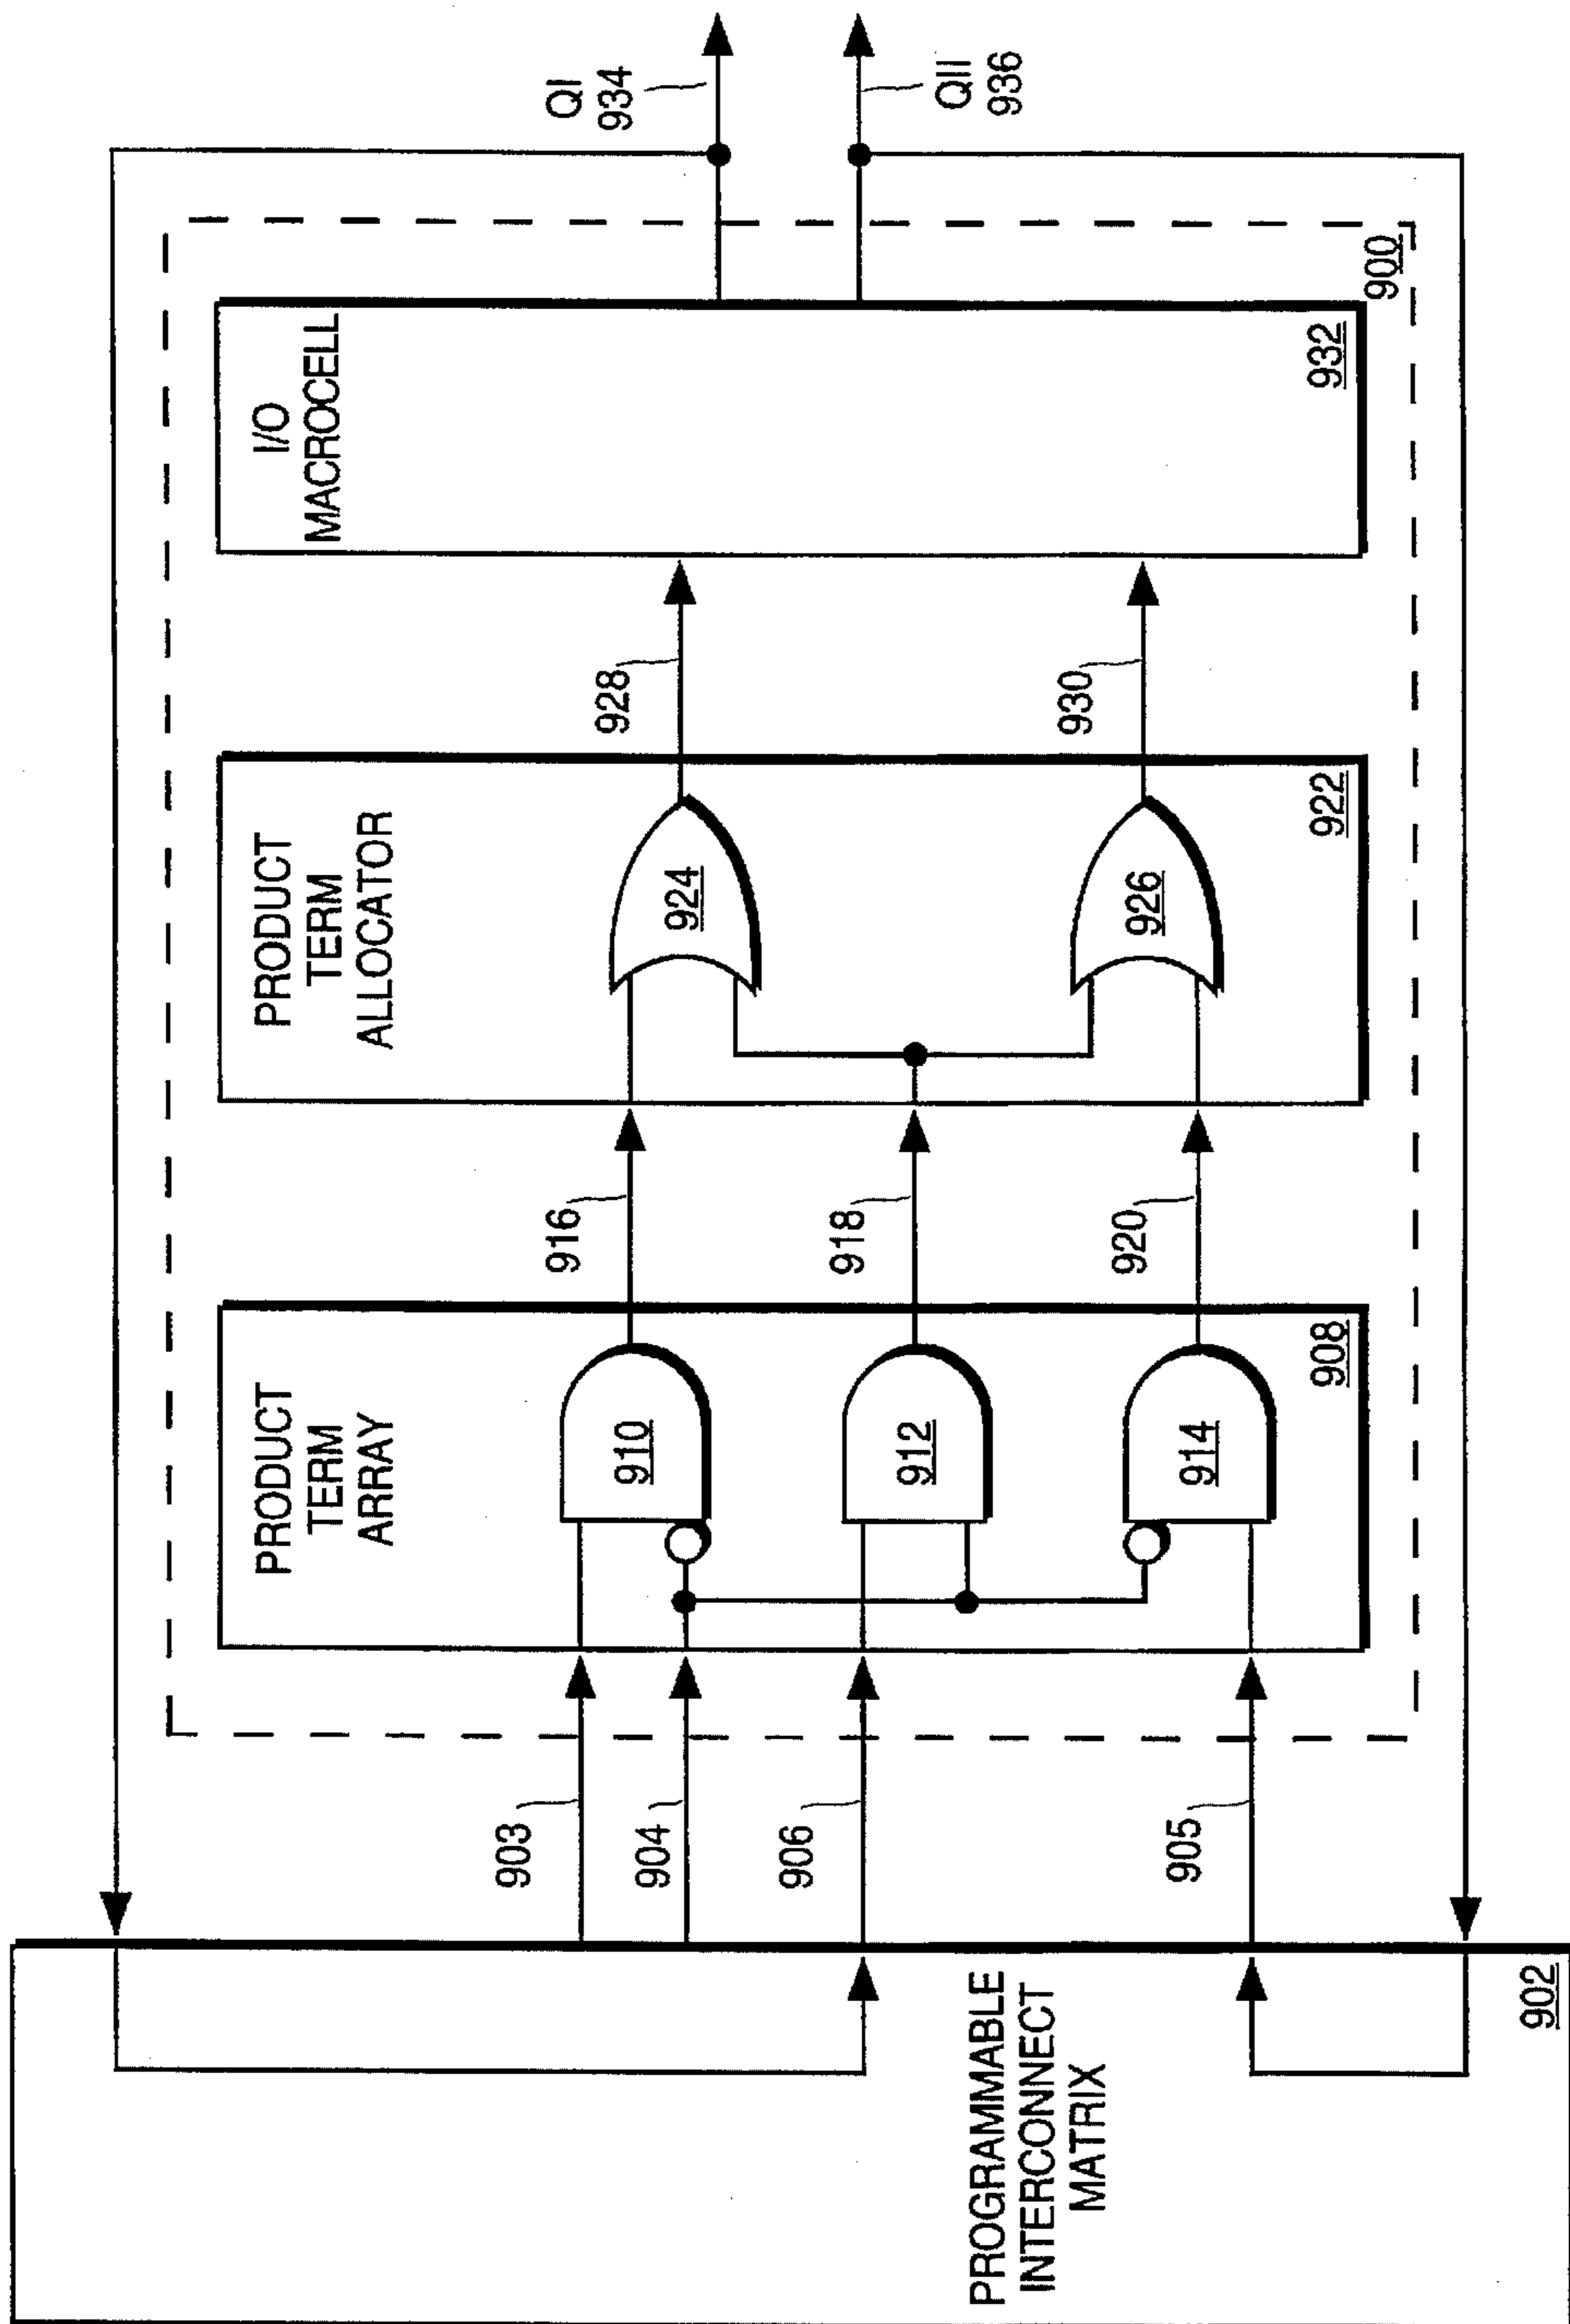 PROGRAMMABLE
INTERCONNECT
MATRIX
902
903
904
906
905
PRODUCT
TERM
ARRAY
910
912
914
908
916
918
920
PRODUCT
TERM
ALLOCATOR
924
926
922
928
930
I/O
MACROCELL
932
900
QI
934
QII
936